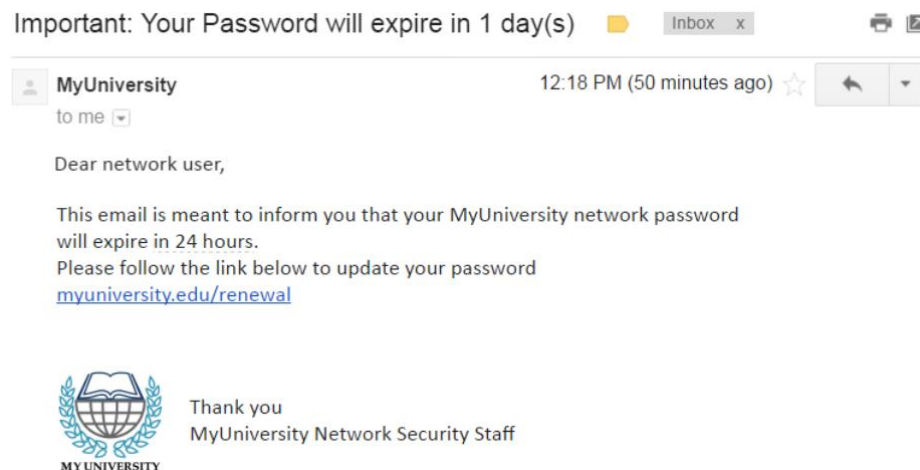 Important: Your Password will expire in 1 day(s) Inbox x
MyUniversity 12:18 PM (50 minutes ago)
to me
Dear network user,
This email is meant to inform you that your MyUniversity network password
will expire in 24 hours.
Please follow the link below to update your password
myuniversity.edu/renewal
Thank you
MyUniversity Network Security Staff
MY UNIVERSITY